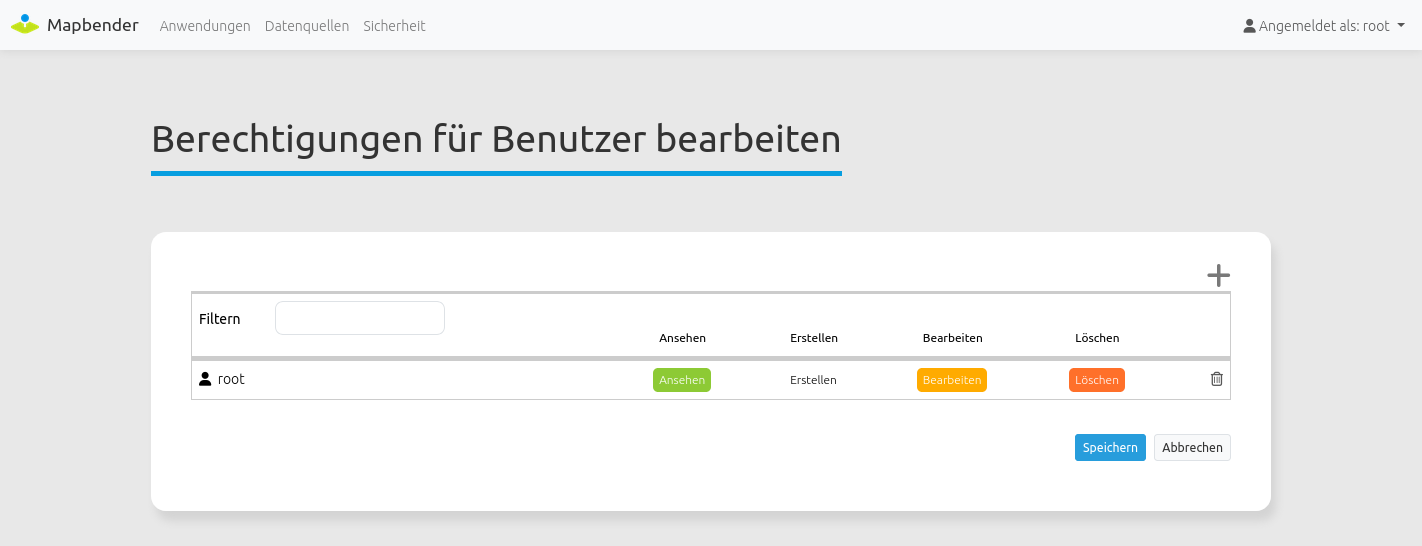 Mapbender Anwendungen Datenquellen Sicherheit Angemeldet als: root
Berechtigungen für Benutzer bearbeiten
Filtern
Ansehen Erstellen Bearbeiten Löschen
root Ansehen Erstellen Bearbeiten Löschen
Speichern Abbrechen